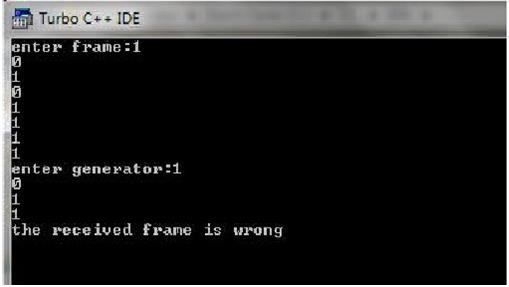 Turbo C++ IDE
enter frame:1
0
1
0
1
1
1
1
enter generator:1
0
1
1
the received frame is wrong